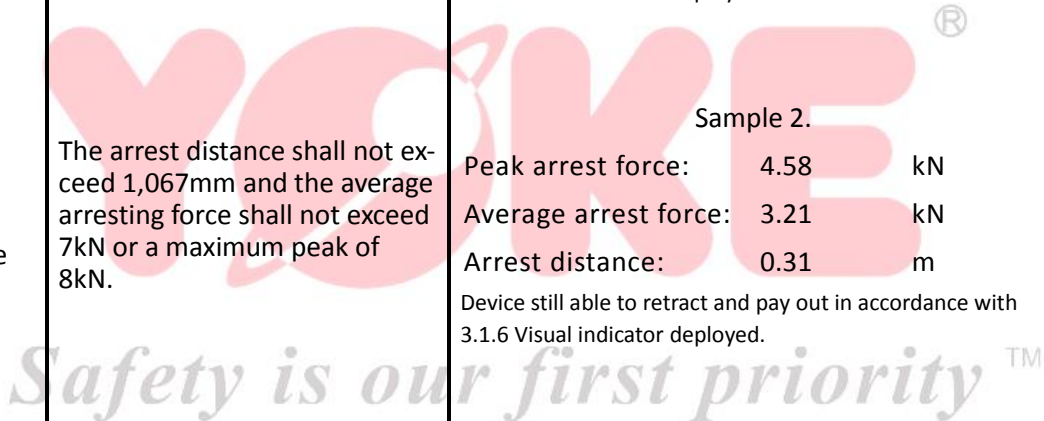 YOKE ®
The arrest distance shall not ex-
ceed 1,067mm and the average
arresting force shall not exceed
7kN or a maximum peak of
8kN.
Sample 2.
Peak arrest force: 4.58 kN
Average arrest force: 3.21 kN
Arrest distance: 0.31 m
Device still able to retract and pay out in accordance with
3.1.6 Visual indicator deployed.
Safety is our first priority ™